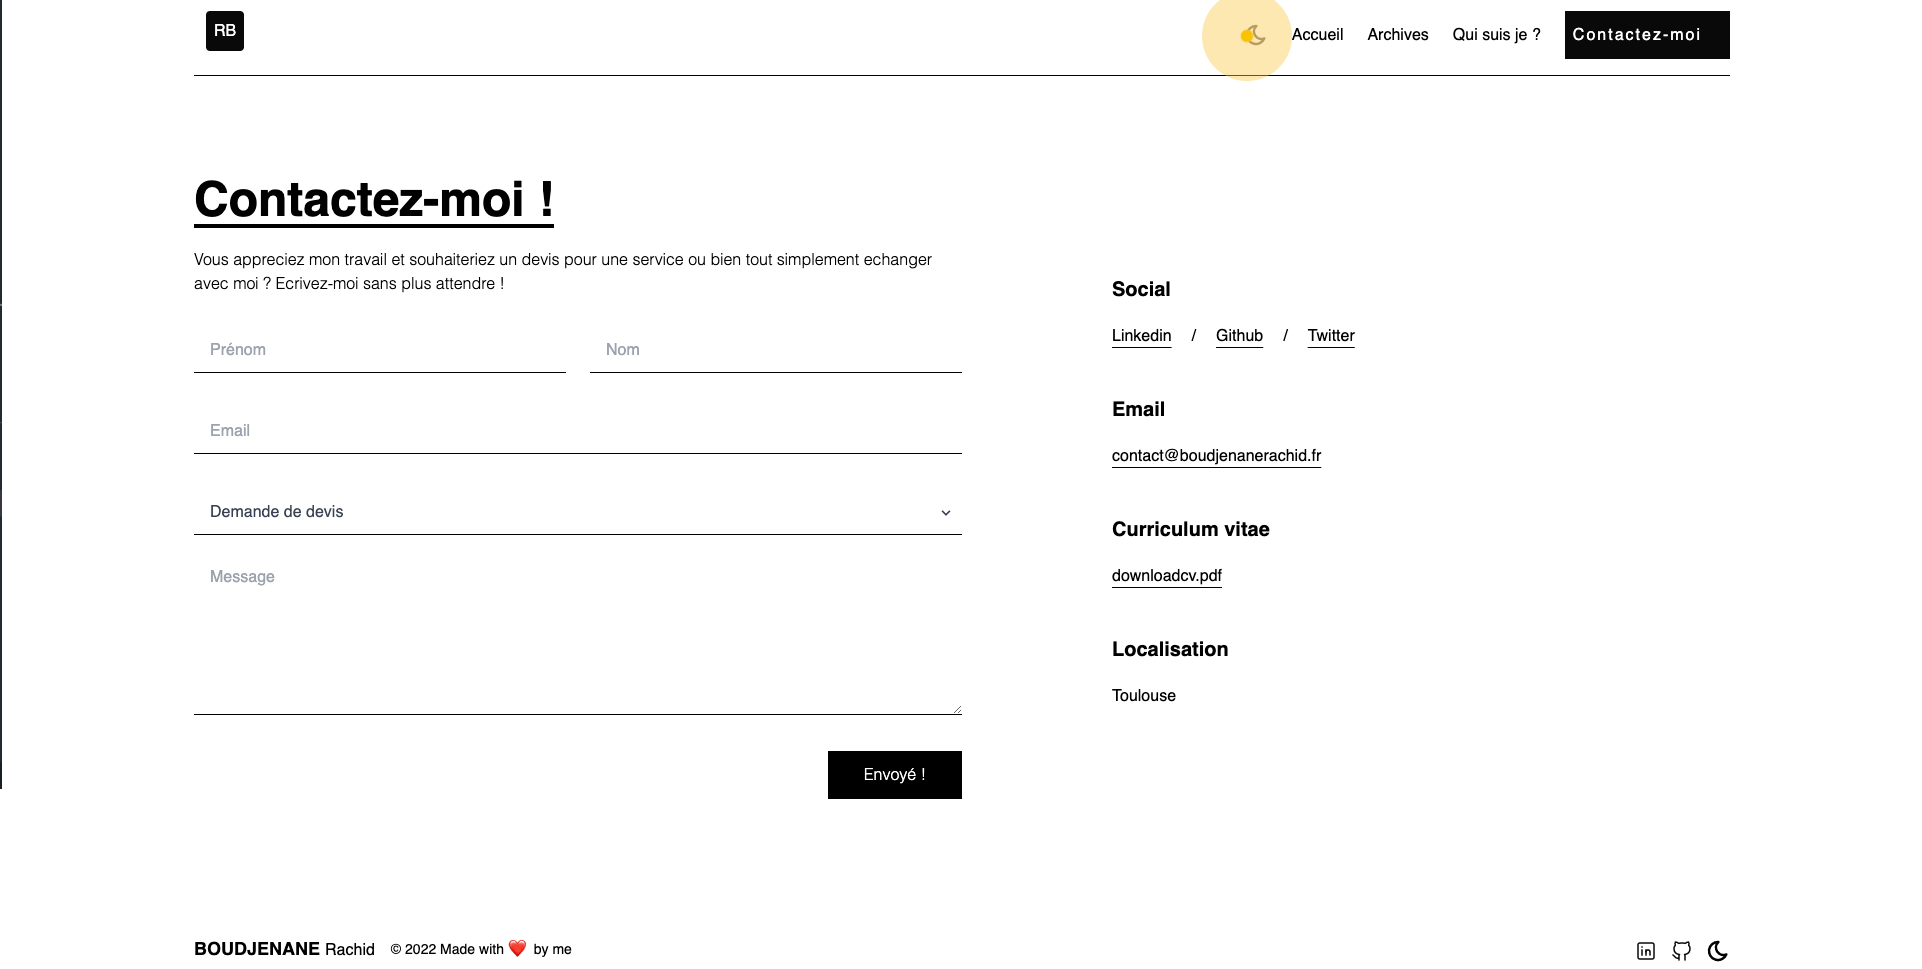 RB
Accueil Archives Qui suis je ? Contactez-moi
Contactez-moi !
Vous appreciez mon travail et souhaiteriez un devis pour une service ou bien tout simplement echanger
avec moi ? Ecrivez-moi sans plus attendre !
Prénom Nom
Email
Demande de devis
Message
Envoyé !
Social
Linkedin / Github / Twitter
Email
contact@boudjenanerachid.fr
Curriculum vitae
downloadcv.pdf
Localisation
Toulouse
BOUDJENANE Rachid © 2022 Made with ❤️ by me
in